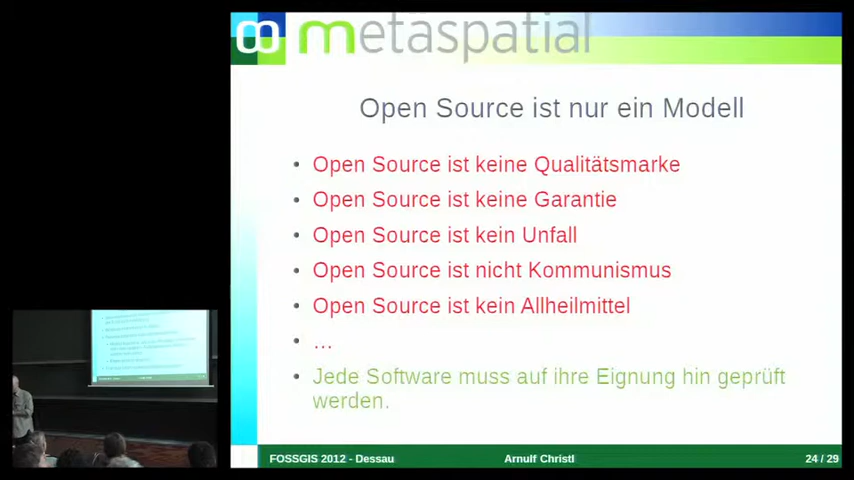 metaspatial
Open Source ist nur ein Modell
• Open Source ist keine Qualitätsmarke
• Open Source ist keine Garantie
• Open Source ist kein Unfall
• Open Source ist nicht Kommunismus
• Open Source ist kein Allheilmittel
• ...
• Jede Software muss auf ihre Eignung hin geprüft
werden.
FOSSGIS 2012 - Dessau Arnulf Christl 24 / 29